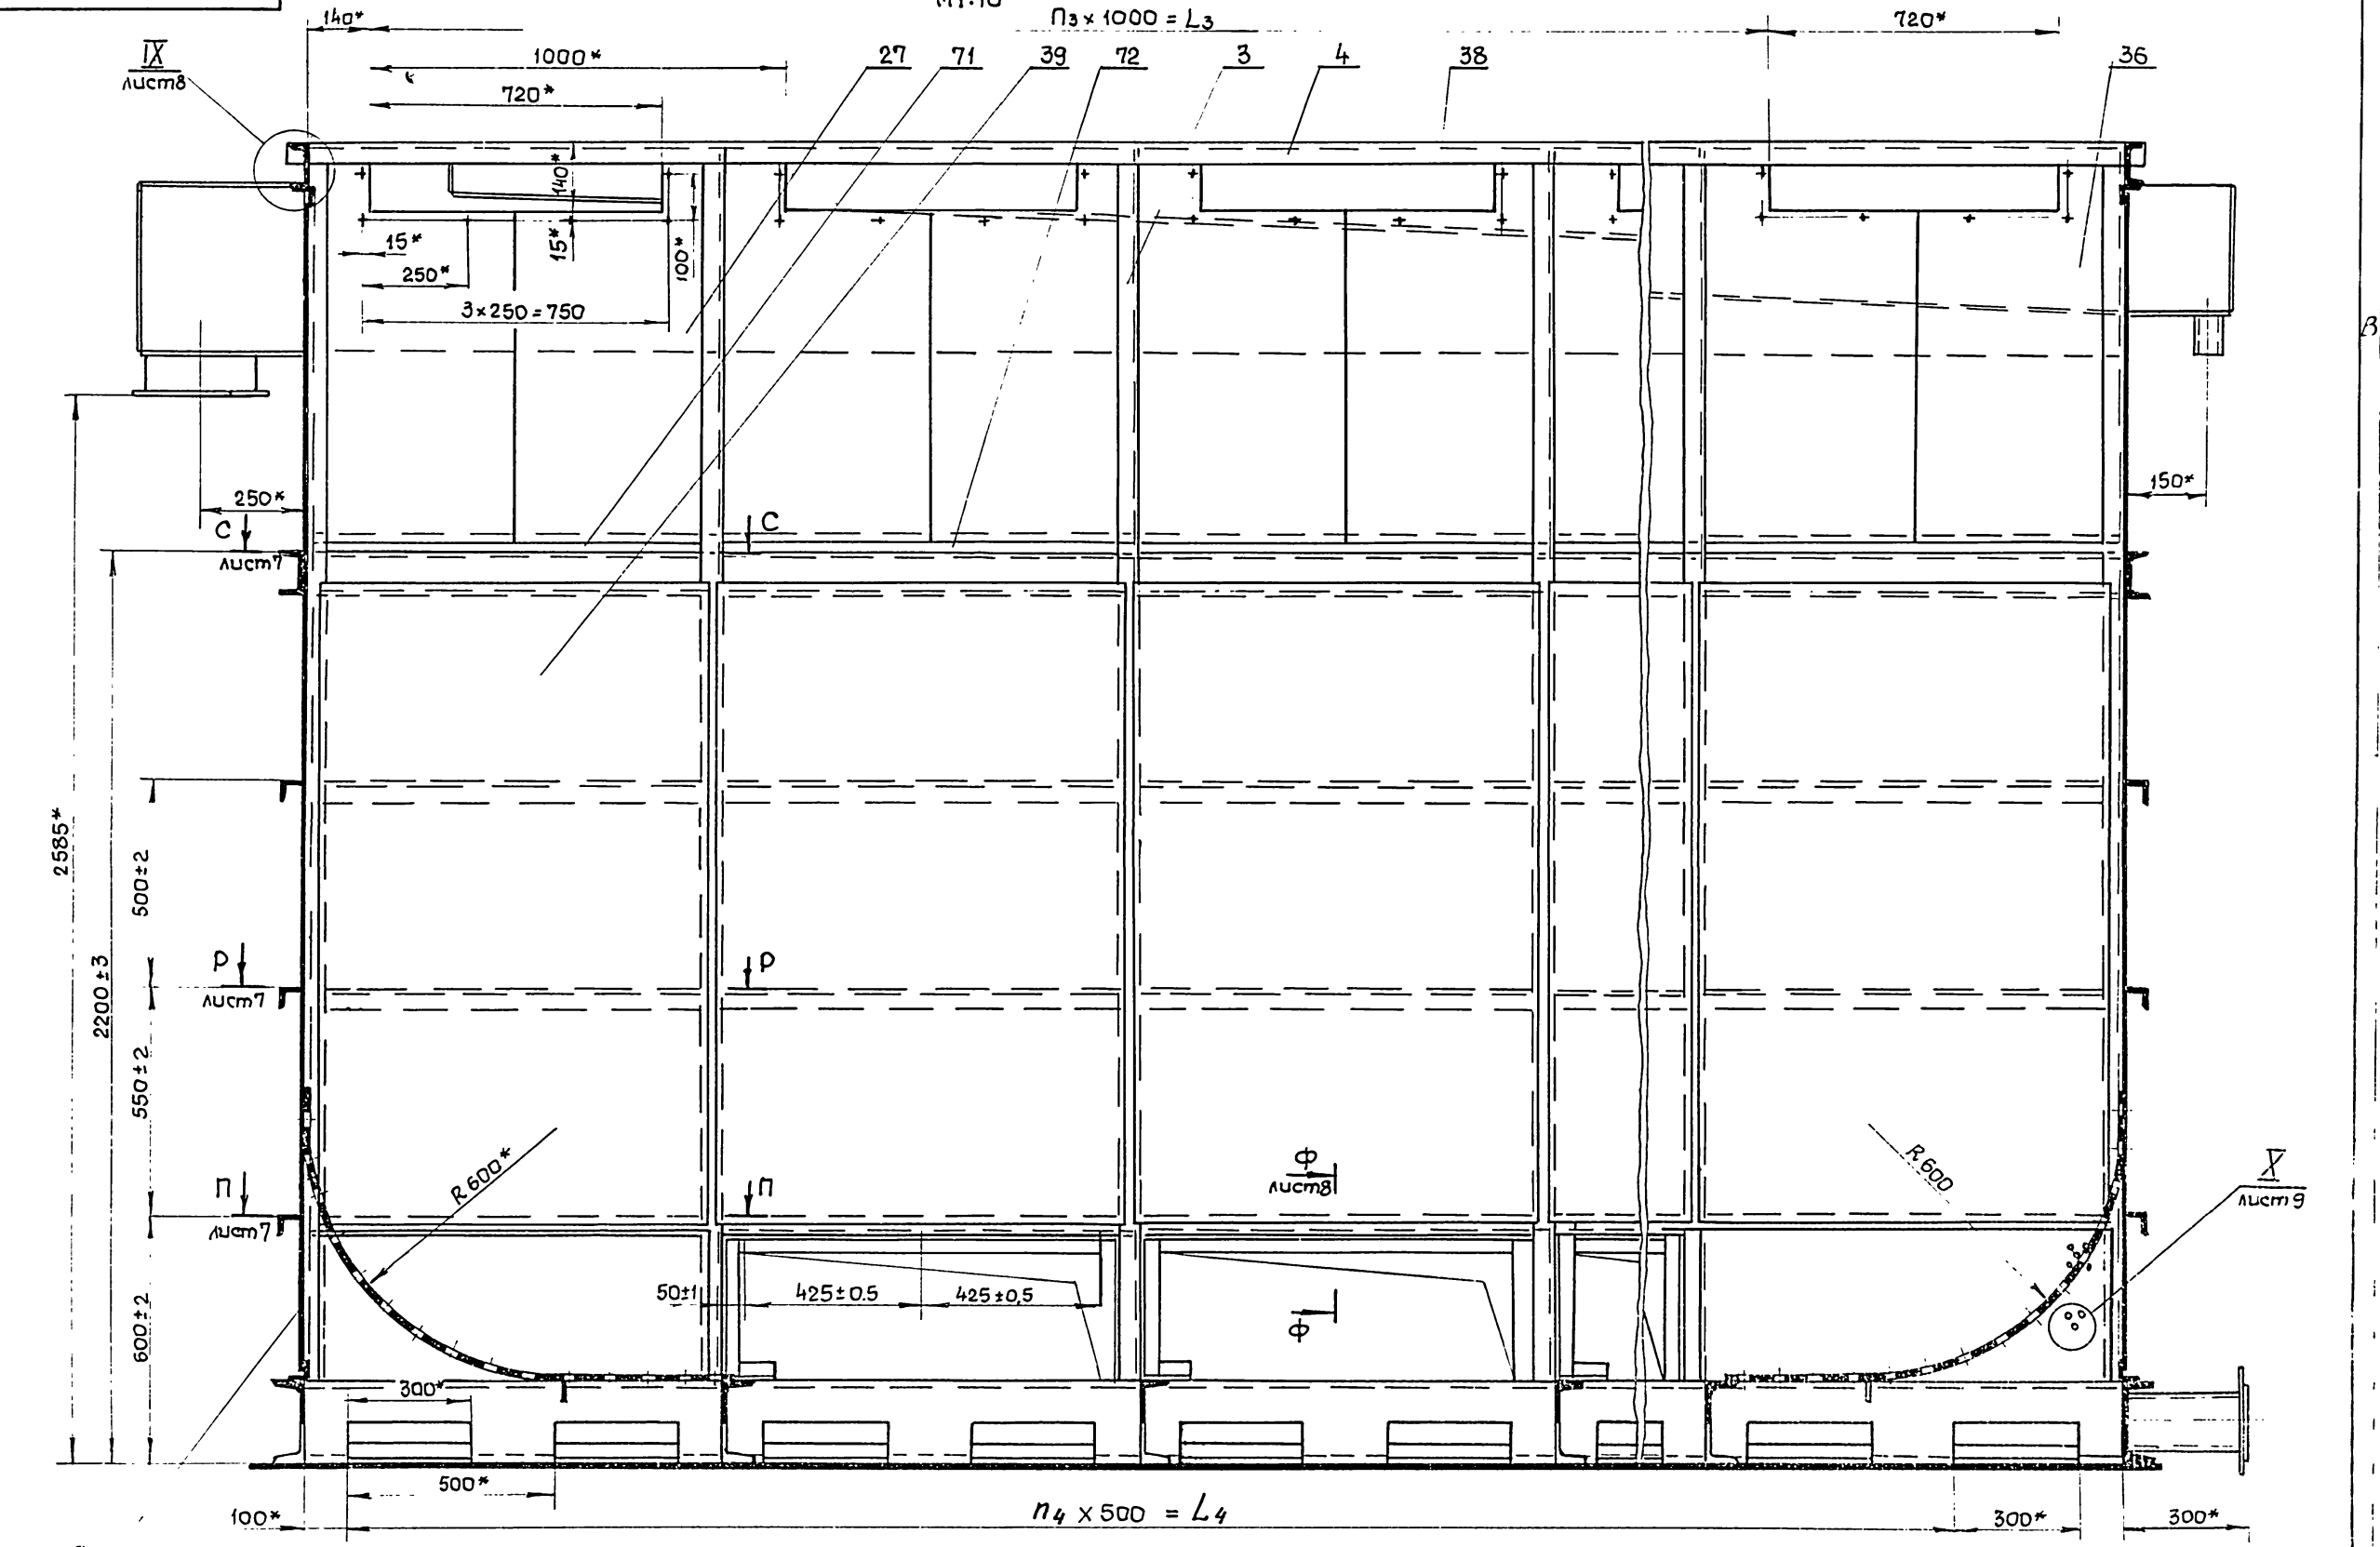 М1:10
140*
n₃ x 1000 = L₃
720*
IX
лист8
1000*
27
71
39
72
3
4
38
36
720*
140*
15*
15*
100*
250*
3×250=750
В
250*
150*
С
С
лист7
2585*
2200±3
500±2
Р
Р
лист7
550±2
R600*
R600
Ф
лист8
X
лист9
П
П
лист7
50±1
425±0.5
425±0,5
Ф
600±2
300*
500*
100*
n₄ x 500 = L₄
300*
300*